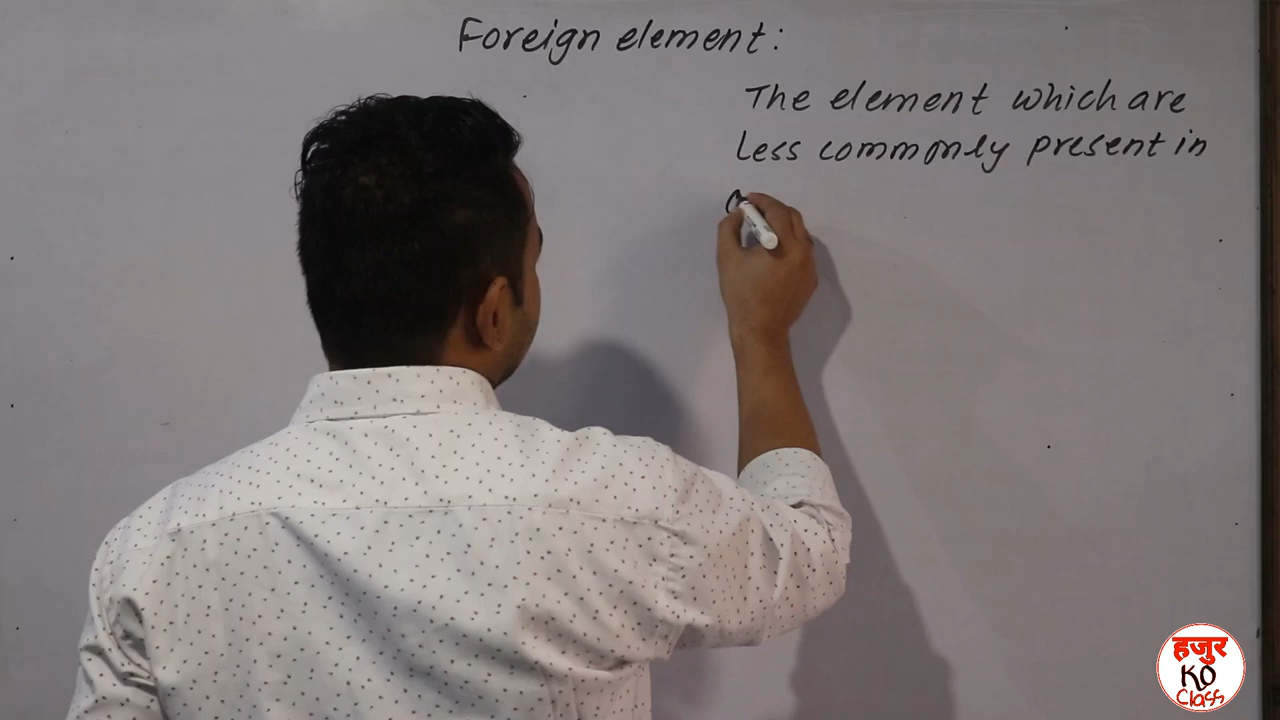 Foreign element:
The element which are
Less commonly present in
हजुर
KO
Class